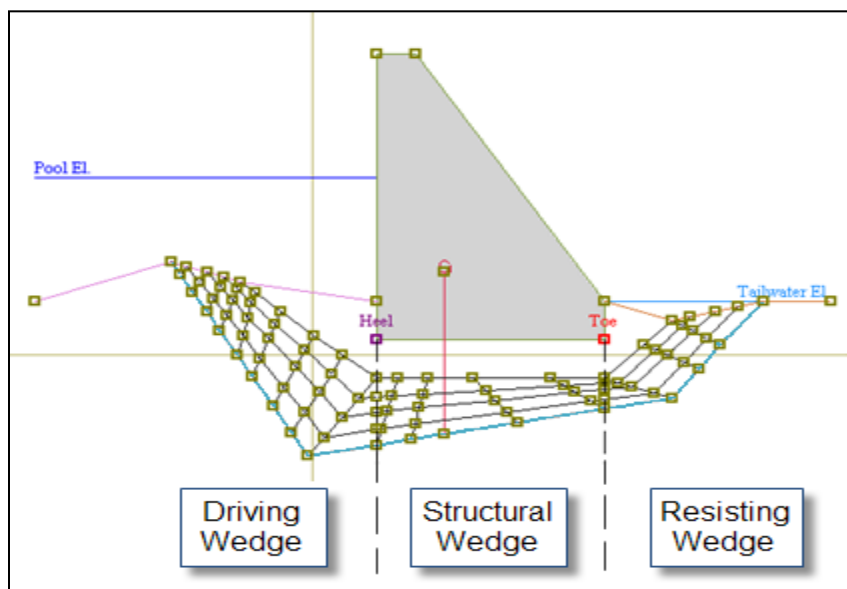 Pool El.
Heel
Toe
Tailwater El
Driving
Wedge
Structural
Wedge
Resisting
Wedge